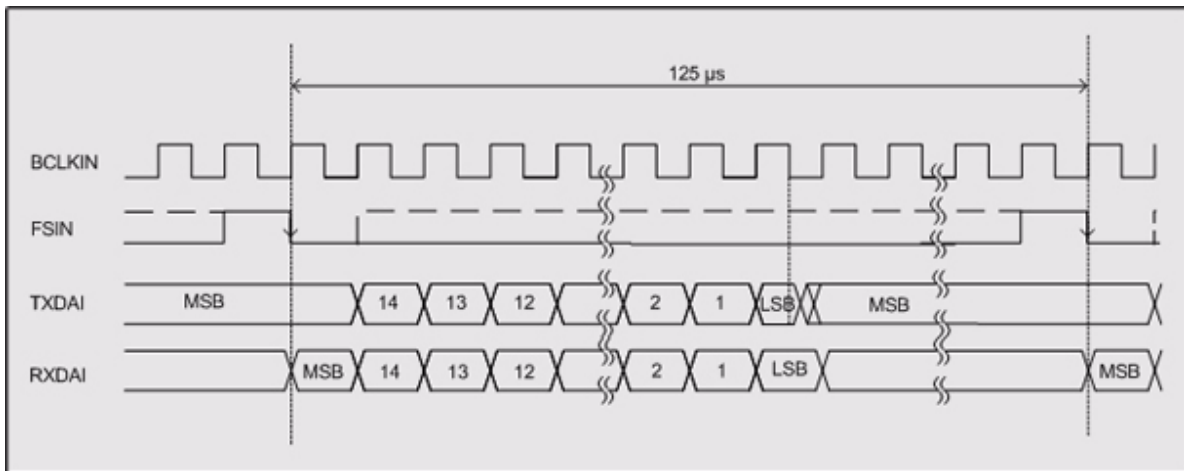 125 µs
BCLKIN
FSIN
TXDAI MSB 14 13 12 2 1 LSB MSB
RXDAI MSB 14 13 12 2 1 LSB MSB